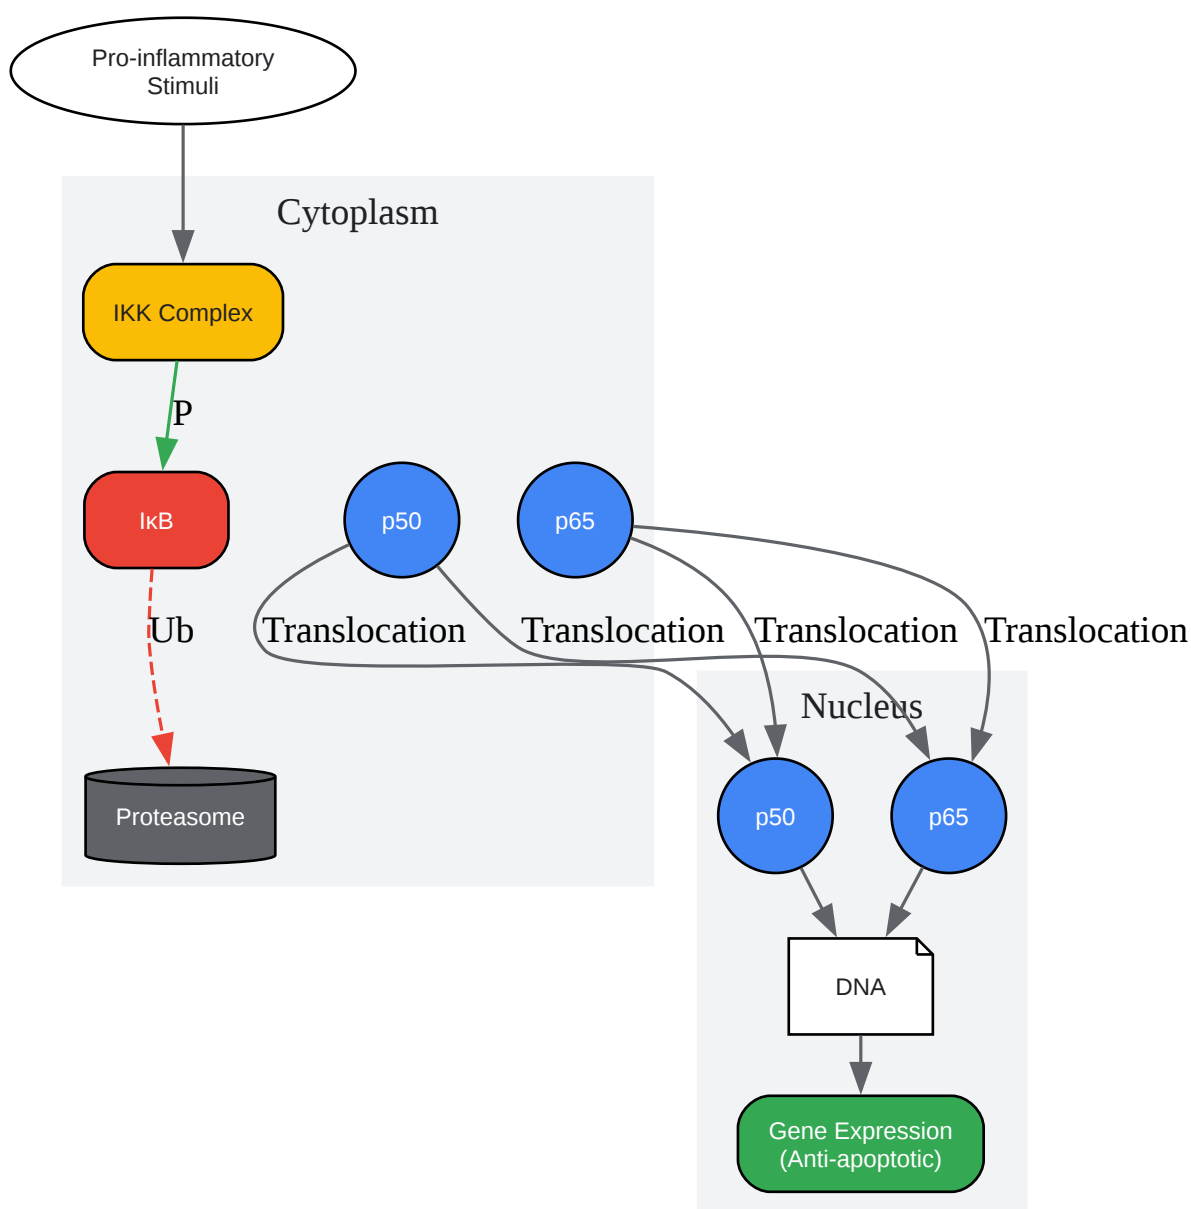 Pro-inflammatory
Stimuli
Cytoplasm
IKK Complex
P
IκB
p50
p65
Ub
Translocation
Translocation
Translocation
Translocation
Nucleus
Proteasome
p50
p65
DNA
Gene Expression
(Anti-apoptotic)